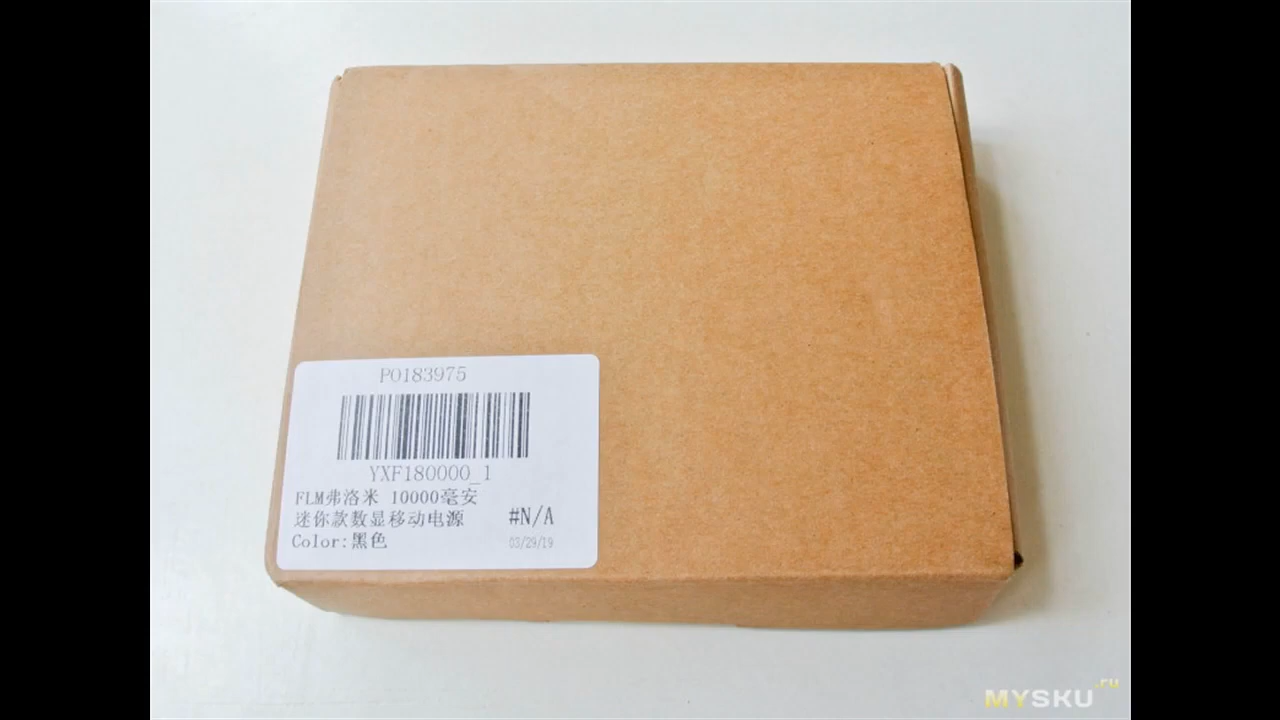 PO183975
YXF180000_1
FLM弗洛米 10000毫安
迷你款数显移动电源
#N/A
Color:黑色
03/29/19
MYSKU.ru